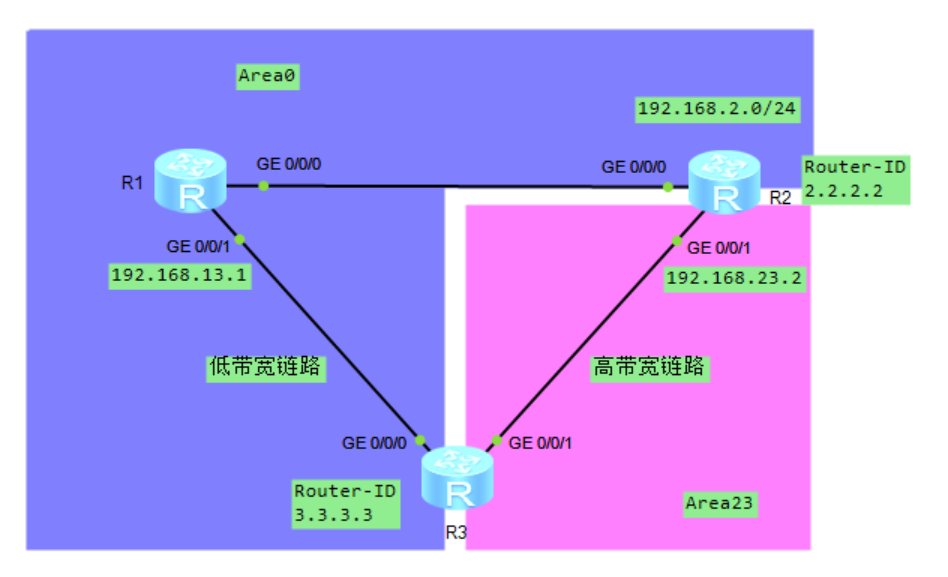 Area0
192.168.2.0/24
GE 0/0/0
GE 0/0/0
Router-ID
2.2.2.2
R1
R
R
R2
GE 0/0/1
GE 0/0/1
192.168.13.1
192.168.23.2
低带宽链路
高带宽链路
GE 0/0/0
GE 0/0/1
Router-ID
3.3.3.3
R
Area23
R3